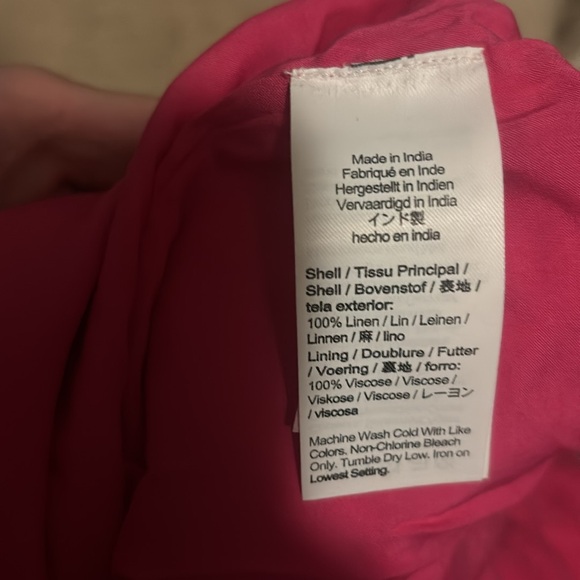 Made in India
Fabriqué en Inde
Hergestellt in Indien
Vervaardigd in India
インド製
hecho en india
Shell / Tissu Principal /
Shell / Bovenstof / 表地 /
tela exterior:
100% Linen / Lin / Leinen /
Linnen / 麻 / lino
Lining / Doublure / Futter
/ Voering / 裏地 / forro:
100% Viscose / Viscose /
Viskose / Viscose / レーヨン
/ viscosa
Machine Wash Cold With Like
Colors. Non-Chlorine Bleach
Only. Tumble Dry Low. Iron on
Lowest Setting.